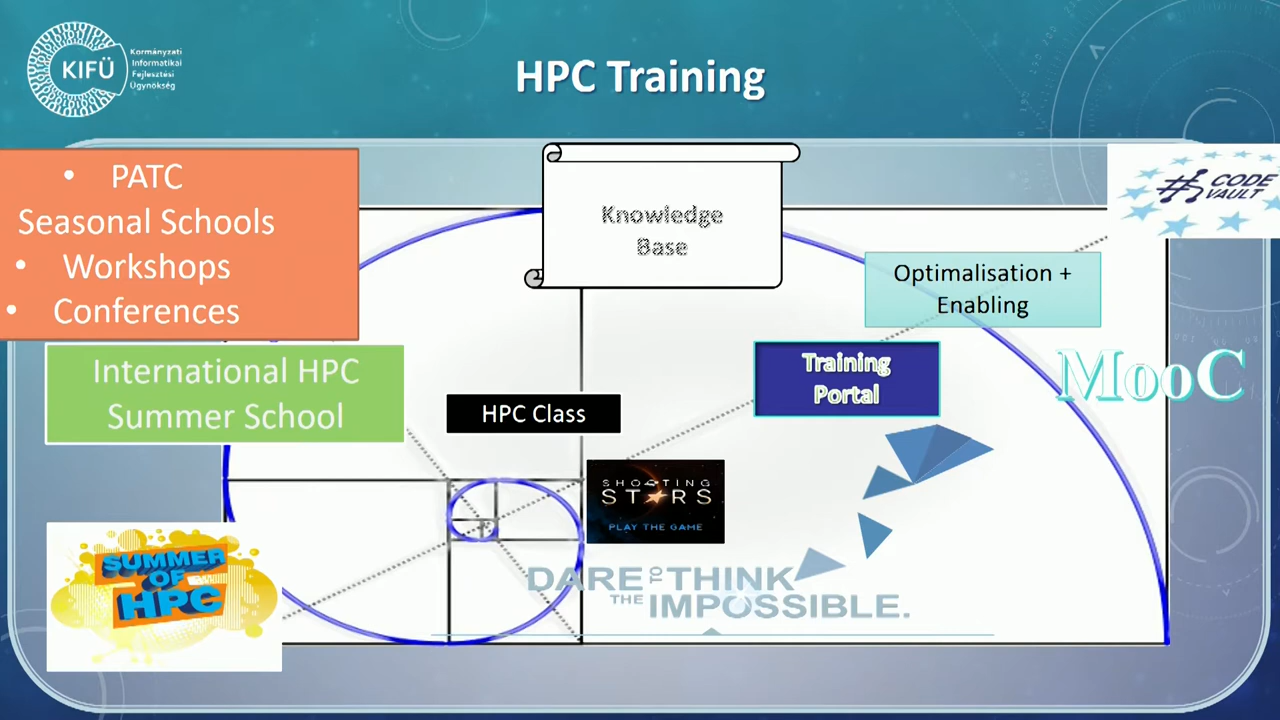 KIFÜ
Kormányzati
Informatikai
Fejlesztési
Ügynökség
HPC Training
• PATC
Seasonal Schools
• Workshops
• Conferences
International HPC
Summer School
Knowledge
Base
CODE
VAULT
Optimalisation +
Enabling
Training
Portal
MooC
HPC Class
SHOOTING
STARS
PLAY THE GAME
SUMMER
OF
HPC
DARE TO THINK
THE IMPOSSIBLE.